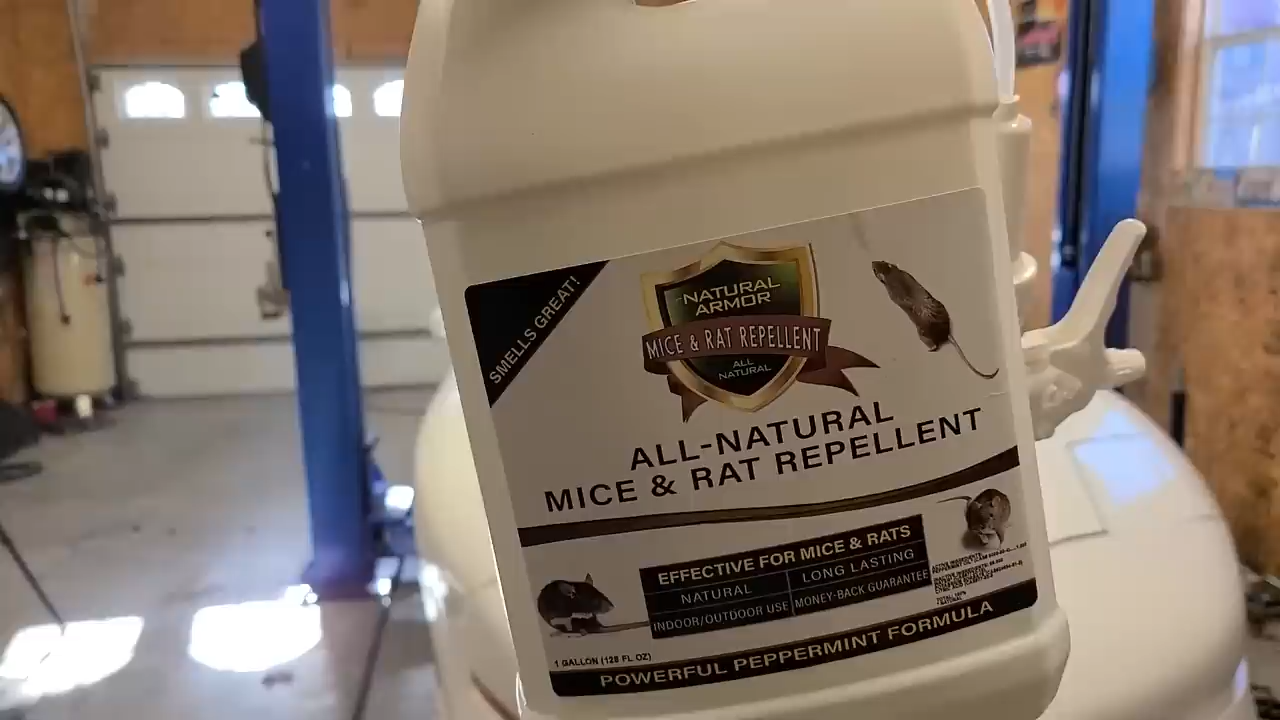 SMELLS GREAT!
NATURAL
ARMOR
MICE & RAT REPELLENT
ALL
NATURAL
ALL-NATURAL
MICE & RAT REPELLENT
EFFECTIVE FOR MICE & RATS
NATURAL
LONG LASTING
INDOOR/OUTDOOR USE
MONEY-BACK GUARANTEE
1 GALLON (128 FL OZ)
POWERFUL PEPPERMINT FORMULA